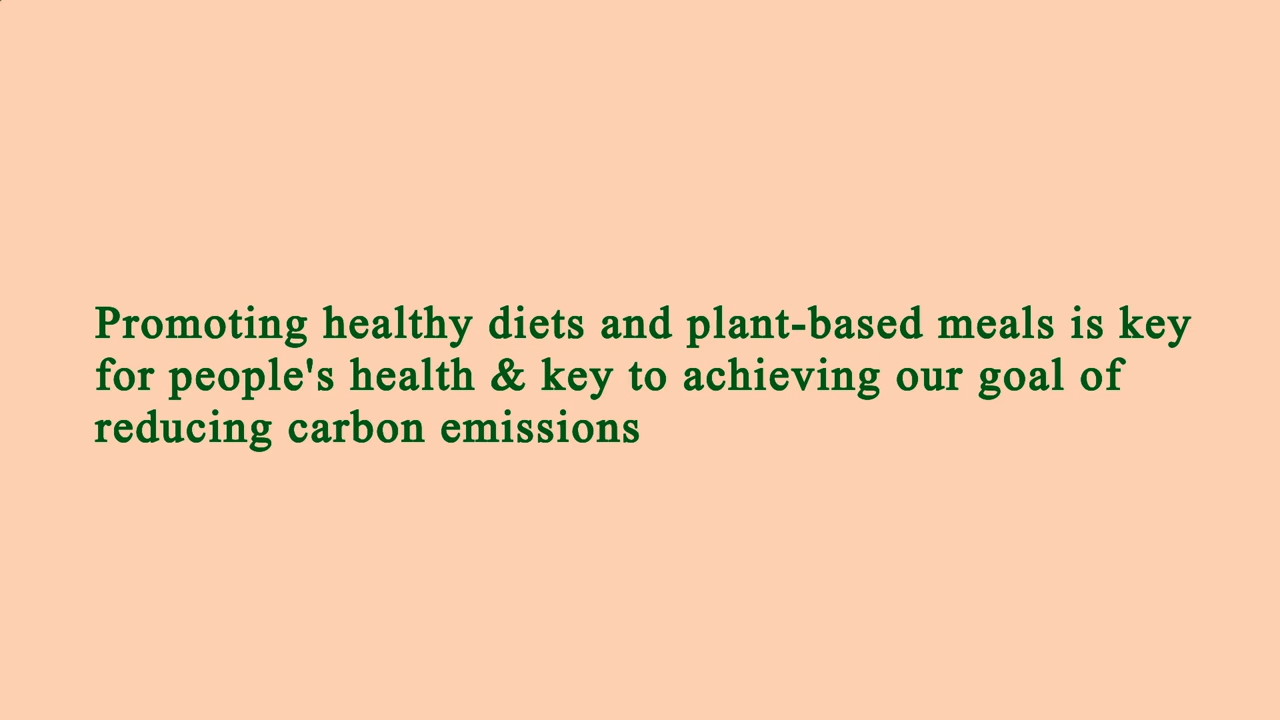 Promoting healthy diets and plant-based meals is key
for people's health & key to achieving our goal of
reducing carbon emissions